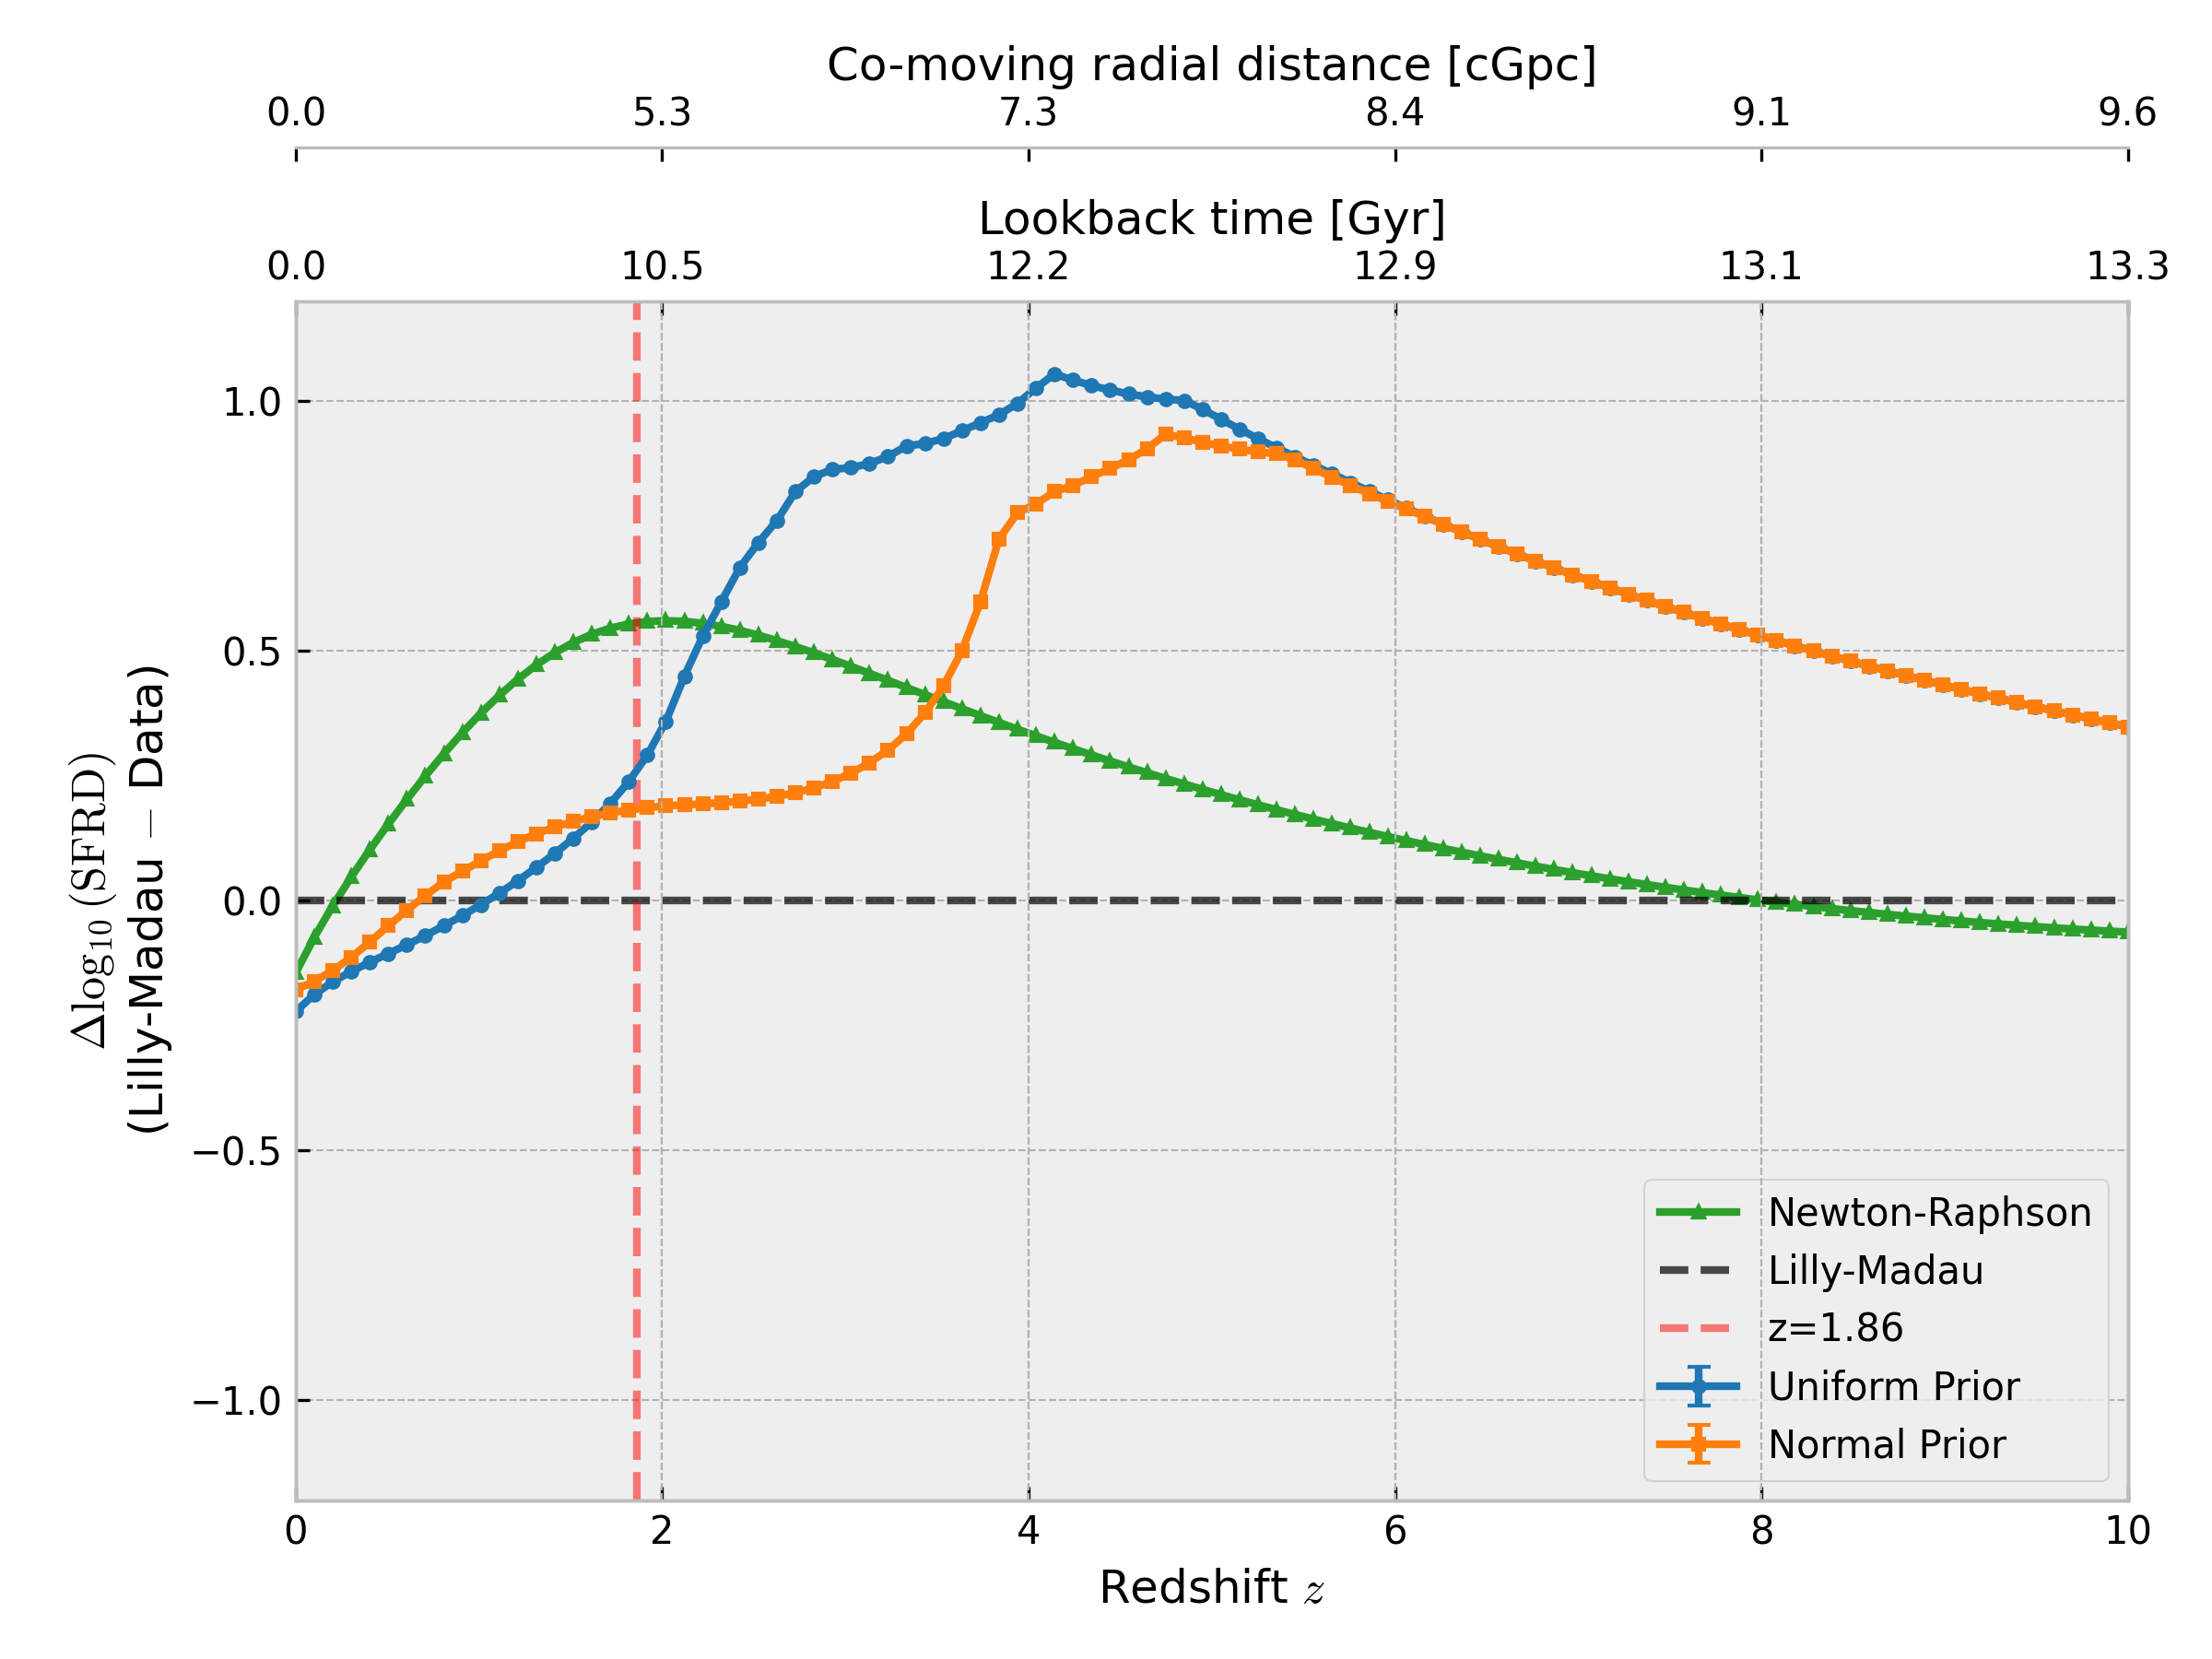 Co-moving radial distance [cGpc]
0.0 5.3 7.3 8.4 9.1 9.6
Lookback time [Gyr]
0.0 10.5 12.2 12.9 13.1 13.3
1.0
0.5
0.0
−0.5
−1.0
Δlog₁₀(SFRD)
(Lilly-Madau − Data)
Newton-Raphson
Lilly-Madau
z=1.86
Uniform Prior
Normal Prior
0 2 4 6 8 10
Redshift z